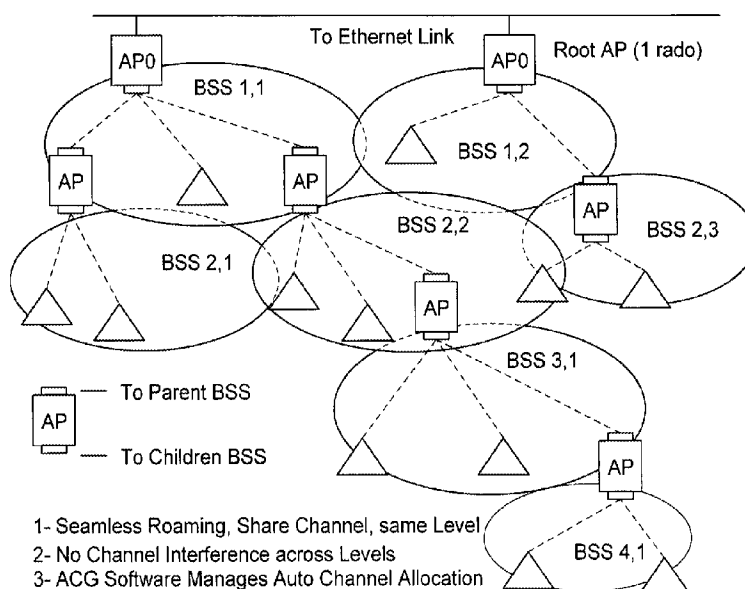 To Ethernet Link
AP0
AP0
Root AP (1 rado)
BSS 1,1
BSS 1,2
AP
AP
AP
BSS 2,1
BSS 2,2
BSS 2,3
AP
BSS 3,1
AP
To Parent BSS
AP
To Children BSS
BSS 4,1
1- Seamless Roaming, Share Channel, same Level
2- No Channel Interference across Levels
3- ACG Software Manages Auto Channel Allocation